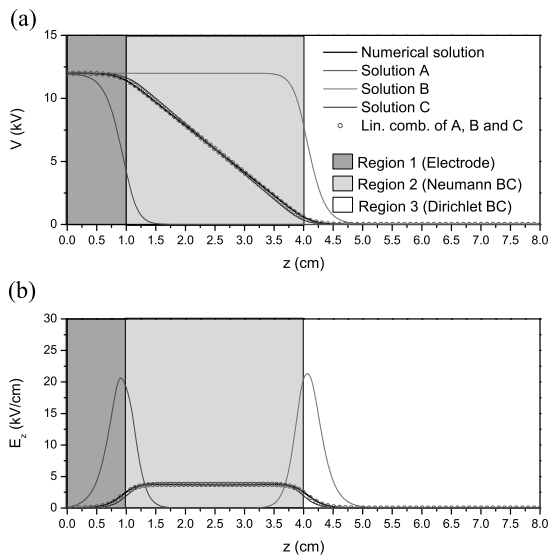 (a)
15
10
5
0
V (kV)
Numerical solution
Solution A
Solution B
Solution C
Lin. comb. of A, B and C
Region 1 (Electrode)
Region 2 (Neumann BC)
Region 3 (Dirichlet BC)
0.0 0.5 1.0 1.5 2.0 2.5 3.0 3.5 4.0 4.5 5.0 5.5 6.0 6.5 7.0 7.5 8.0
z (cm)
(b)
30
25
20
15
10
5
0
E_z (kV/cm)
0.0 0.5 1.0 1.5 2.0 2.5 3.0 3.5 4.0 4.5 5.0 5.5 6.0 6.5 7.0 7.5 8.0
z (cm)